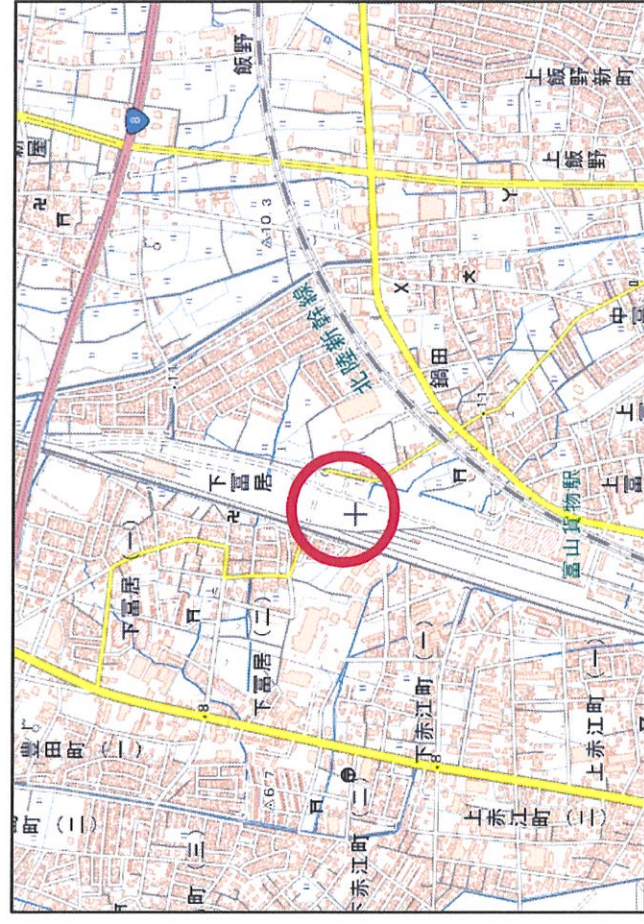 飯野
8
上飯野新町
上飯野
10.3
北陸新幹線
鍋田
11
11
下冨居
富山貨物駅
下冨居(一)
下冨居(二)
8
豊田町(一)
6.7
下赤江町(一)
8
上赤江町(一)
上赤江町(二)
下赤江町(二)